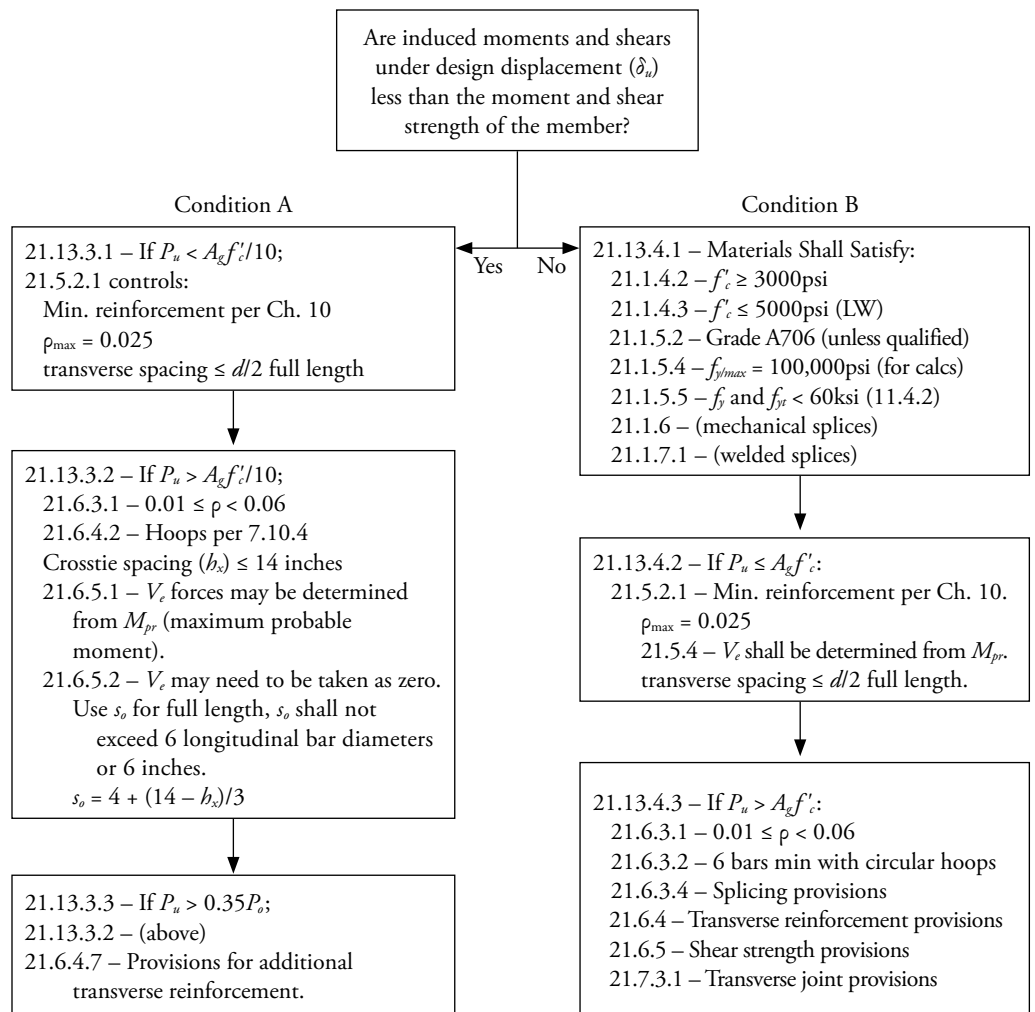 Are induced moments and shears
under design displacement (δu)
less than the moment and shear
strength of the member?
Yes No
Condition A
21.13.3.1 – If Pu < Ag f'c/10;
21.5.2.1 controls:
Min. reinforcement per Ch. 10
ρmax = 0.025
transverse spacing ≤ d/2 full length
21.13.3.2 – If Pu > Ag f'c/10;
21.6.3.1 – 0.01 ≤ ρ < 0.06
21.6.4.2 – Hoops per 7.10.4
Crosstie spacing (hx) ≤ 14 inches
21.6.5.1 – Ve forces may be determined
from Mpr (maximum probable
moment).
21.6.5.2 – Ve may need to be taken as zero.
Use so for full length, so shall not
exceed 6 longitudinal bar diameters
or 6 inches.
so = 4 + (14 – hx)/3
21.13.3.3 – If Pu > 0.35Po;
21.13.3.2 – (above)
21.6.4.7 – Provisions for additional
transverse reinforcement.
Condition B
21.13.4.1 – Materials Shall Satisfy:
21.1.4.2 – f'c ≥ 3000psi
21.1.4.3 – f'c ≤ 5000psi (LW)
21.1.5.2 – Grade A706 (unless qualified)
21.1.5.4 – fy/max = 100,000psi (for calcs)
21.1.5.5 – fy and fyt < 60ksi (11.4.2)
21.1.6 – (mechanical splices)
21.1.7.1 – (welded splices)
21.13.4.2 – If Pu ≤ Ag f'c:
21.5.2.1 – Min. reinforcement per Ch. 10.
ρmax = 0.025
21.5.4 – Ve shall be determined from Mpr.
transverse spacing ≤ d/2 full length.
21.13.4.3 – If Pu > Ag f'c:
21.6.3.1 – 0.01 ≤ ρ < 0.06
21.6.3.2 – 6 bars min with circular hoops
21.6.3.4 – Splicing provisions
21.6.4 – Transverse reinforcement provisions
21.6.5 – Shear strength provisions
21.7.3.1 – Transverse joint provisions